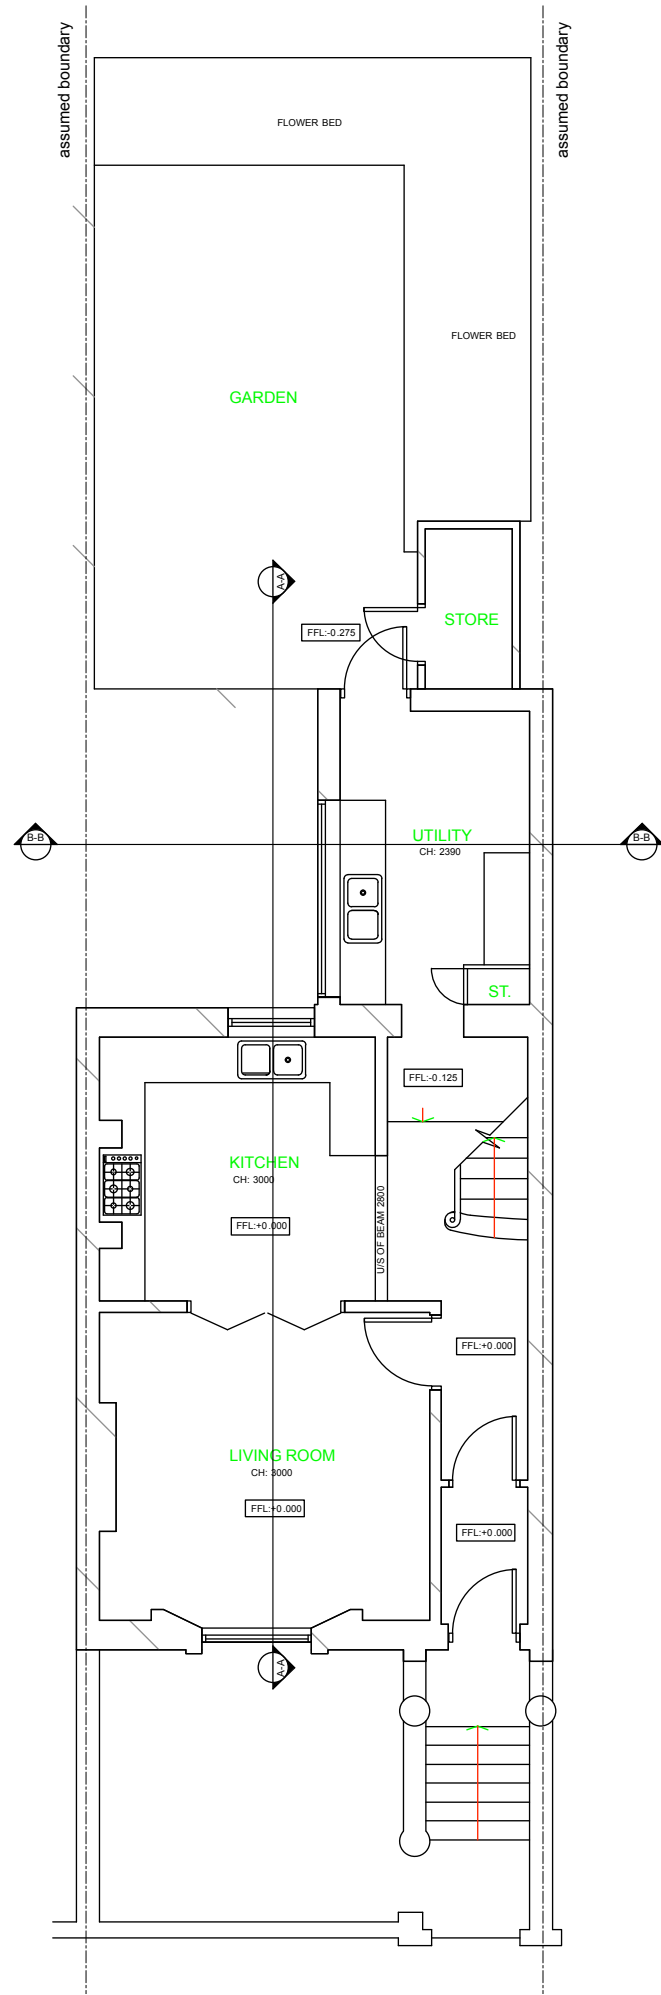 assumed boundary
assumed boundary
FLOWER BED
FLOWER BED
GARDEN
A-A
STORE
FFL:-0.275
UTILITY
CH: 2390
B-B
B-B
ST.
FFL:-0.125
KITCHEN
CH: 3000
FFL:+0.000
U/S OF BEAM 2800
FFL:+0.000
LIVING ROOM
CH: 3000
FFL:+0.000
FFL:+0.000
A-A